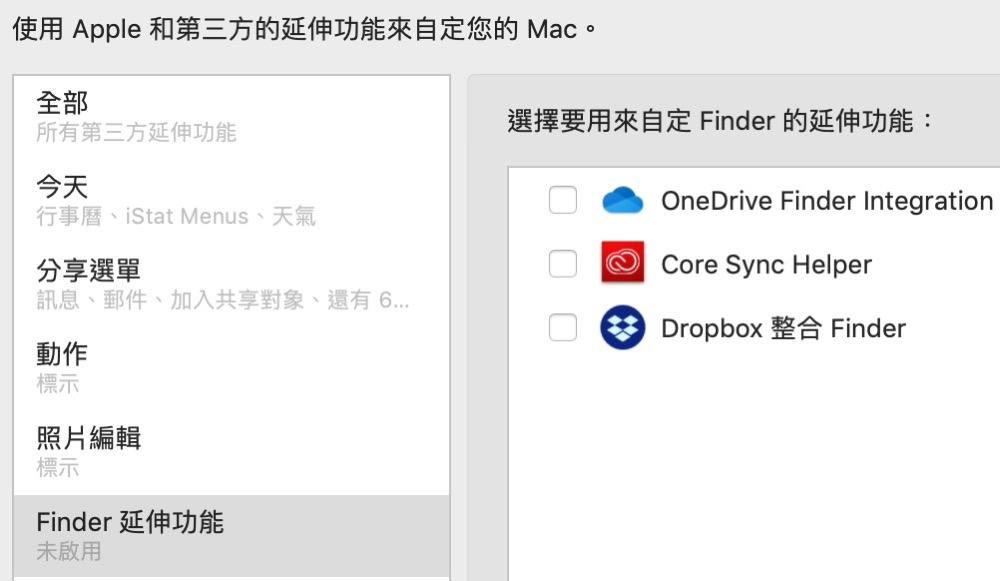 使用 Apple 和第三方的延伸功能來自定您的 Mac。
全部
所有第三方延伸功能
今天
行事曆、iStat Menus、天氣
分享選單
訊息、郵件、加入共享對象、還有 6...
動作
標示
照片編輯
標示
Finder 延伸功能
未啟用
選擇要用來自定 Finder 的延伸功能：
OneDrive Finder Integration
Core Sync Helper
Dropbox 整合 Finder